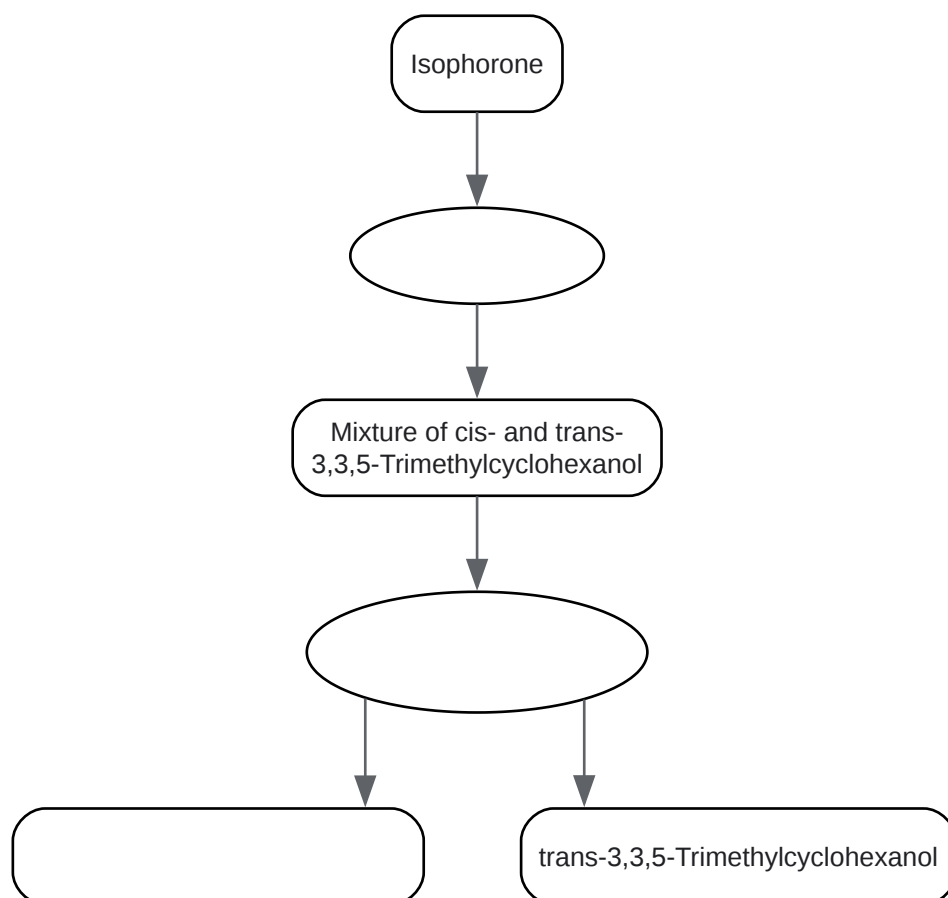 Isophorone
Mixture of cis- and trans-
3,3,5-Trimethylcyclohexanol
trans-3,3,5-Trimethylcyclohexanol